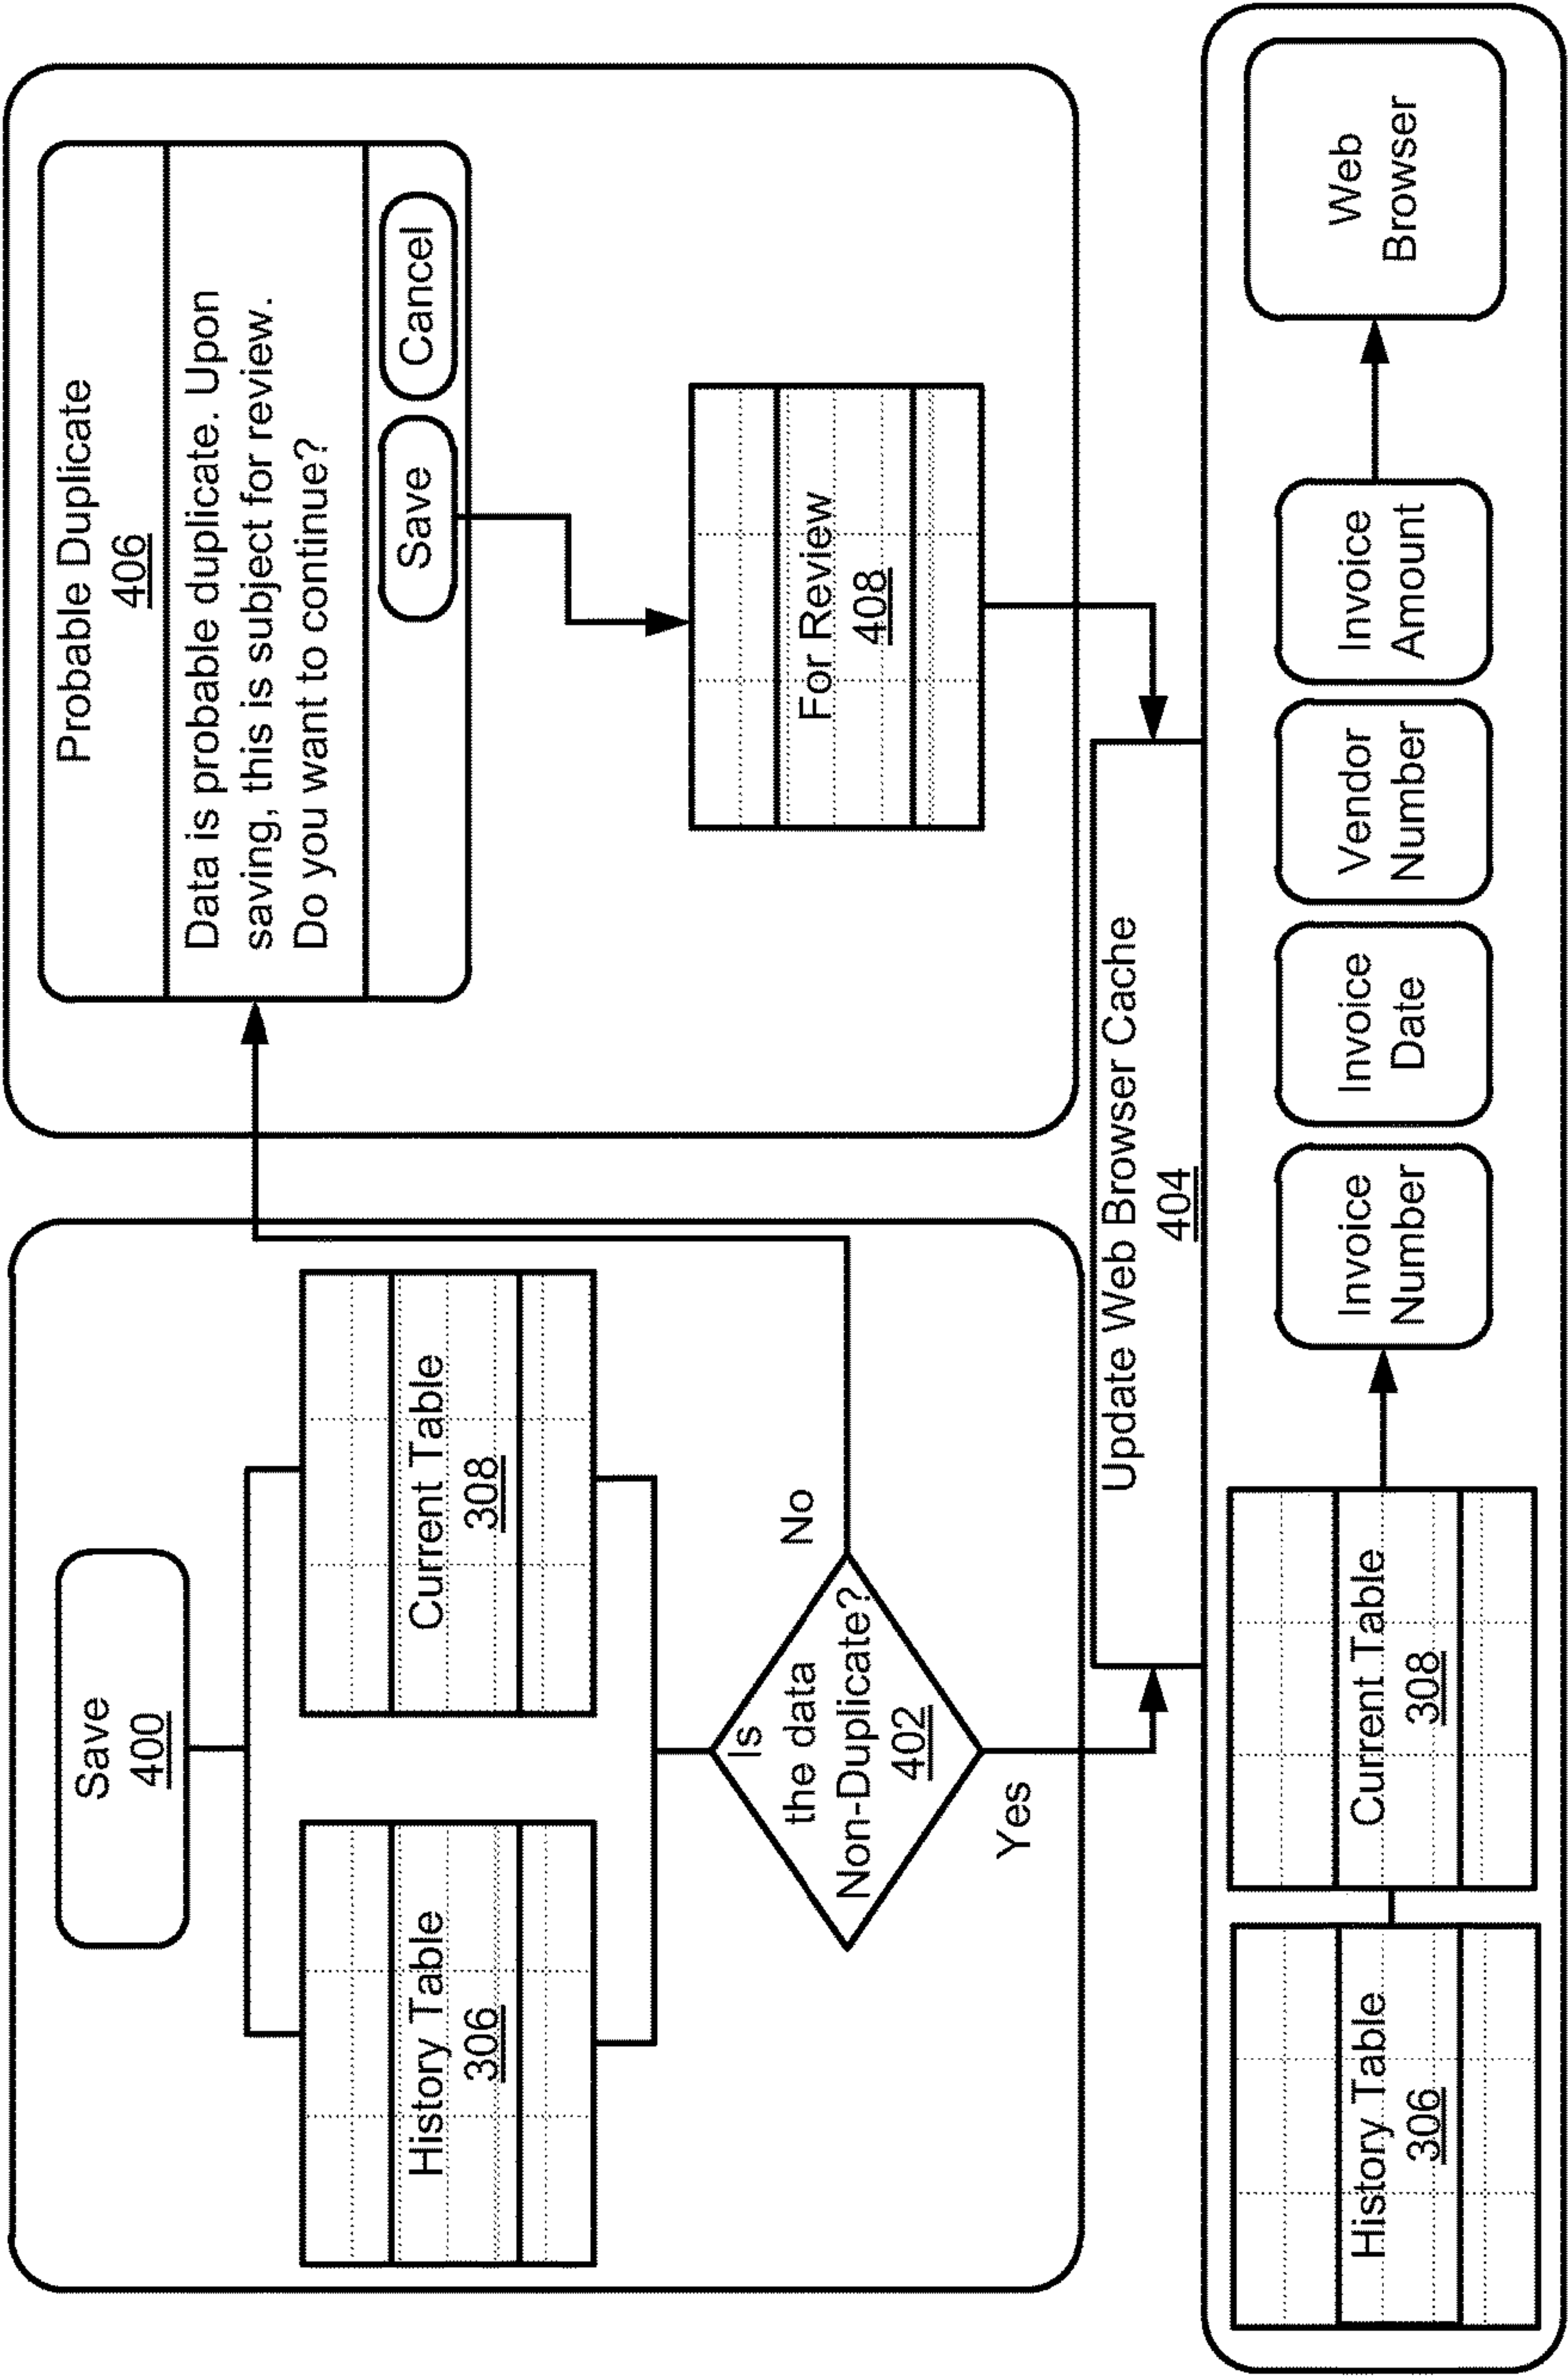 Save
400
History Table
306
Current Table
308
Is
the data
Non-Duplicate?
402
No
Yes
Probable Duplicate
406
Data is probable duplicate. Upon
saving, this is subject for review.
Do you want to continue?
Save
Cancel
For Review
408
Update Web Browser Cache
404
History Table
306
Current Table
308
Invoice
Number
Invoice
Date
Vendor
Number
Invoice
Amount
Web
Browser